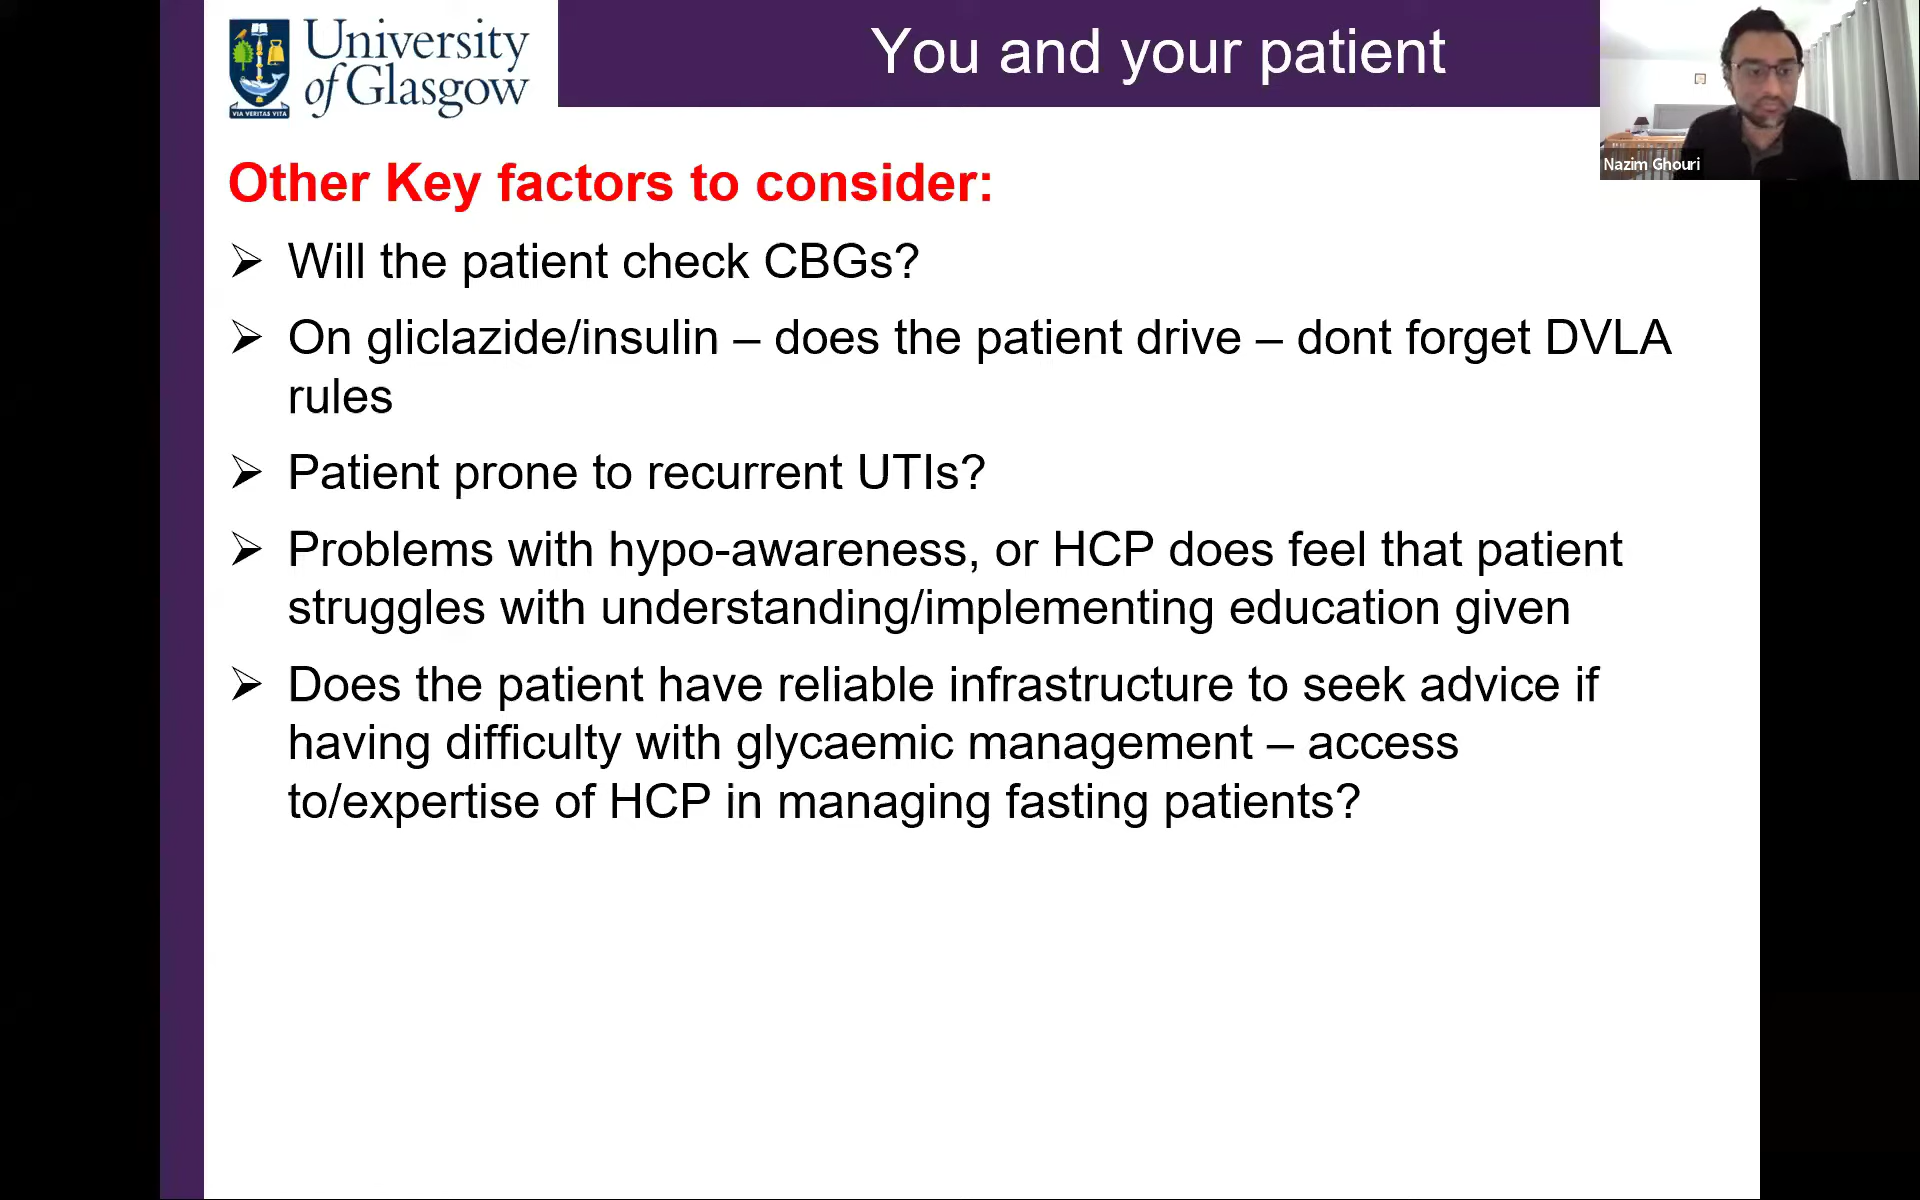 University
of Glasgow
VIA VERITAS VITA
You and your patient
Nazim Ghouri
Other Key factors to consider:
➢ Will the patient check CBGs?
➢ On gliclazide/insulin – does the patient drive – dont forget DVLA
rules
➢ Patient prone to recurrent UTIs?
➢ Problems with hypo-awareness, or HCP does feel that patient
struggles with understanding/implementing education given
➢ Does the patient have reliable infrastructure to seek advice if
having difficulty with glycaemic management – access
to/expertise of HCP in managing fasting patients?